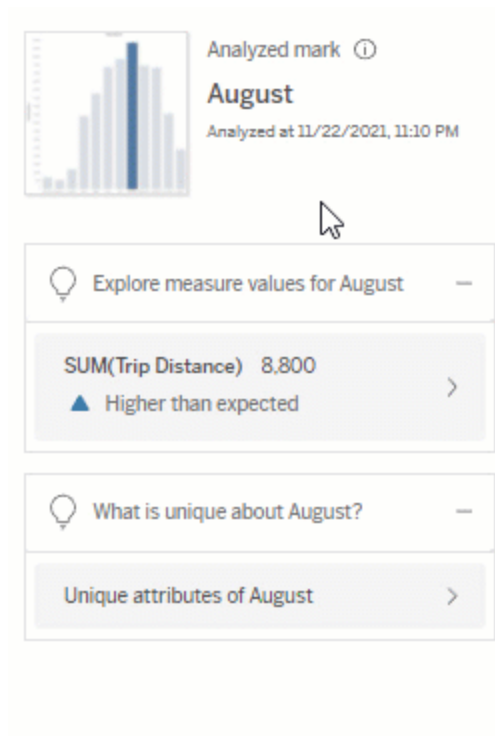 Analyzed mark
August
Analyzed at 11/22/2021, 11:10 PM
Explore measure values for August
SUM(Trip Distance) 8,800
Higher than expected
What is unique about August?
Unique attributes of August